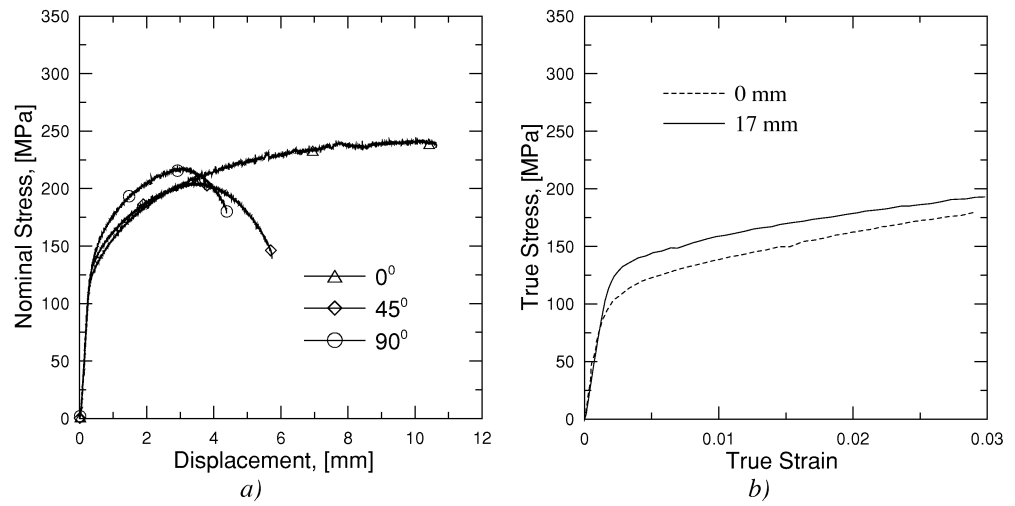 350
300
250
200
150
100
50
0
Nominal Stress, [MPa]
0⁰
45⁰
90⁰
0 2 4 6 8 10 12
Displacement, [mm]
a)
350
300
250
200
150
100
50
0
True Stress, [MPa]
0 mm
17 mm
0 0.01 0.02 0.03
True Strain
b)